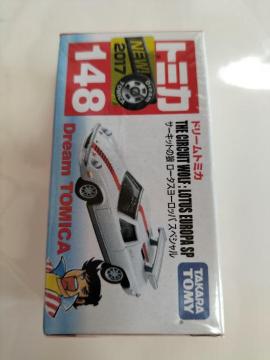 トミカ
NEW!
2017
148
Dream TOMICA
ドリームトミカ
THE CIRCUIT WOLF : LOTUS EUROPA SP
サーキットの狼 ロータスヨーロッパ スペシャル
TAKARA
TOMY